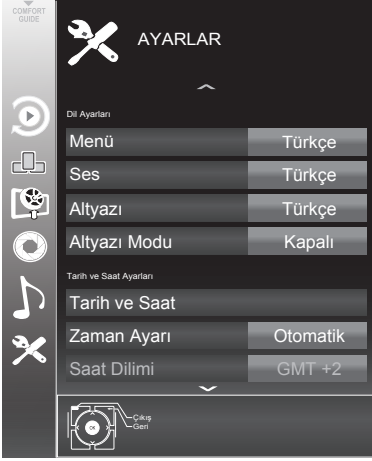 COMFORT
GUIDE
AYARLAR
Dil Ayarları
Menü Türkçe
Ses Türkçe
Altyazı Türkçe
Altyazı Modu Kapalı
Tarih ve Saat Ayarları
Tarih ve Saat
Zaman Ayarı Otomatik
Saat Dilimi GMT +2
Çıkış
OK Geri